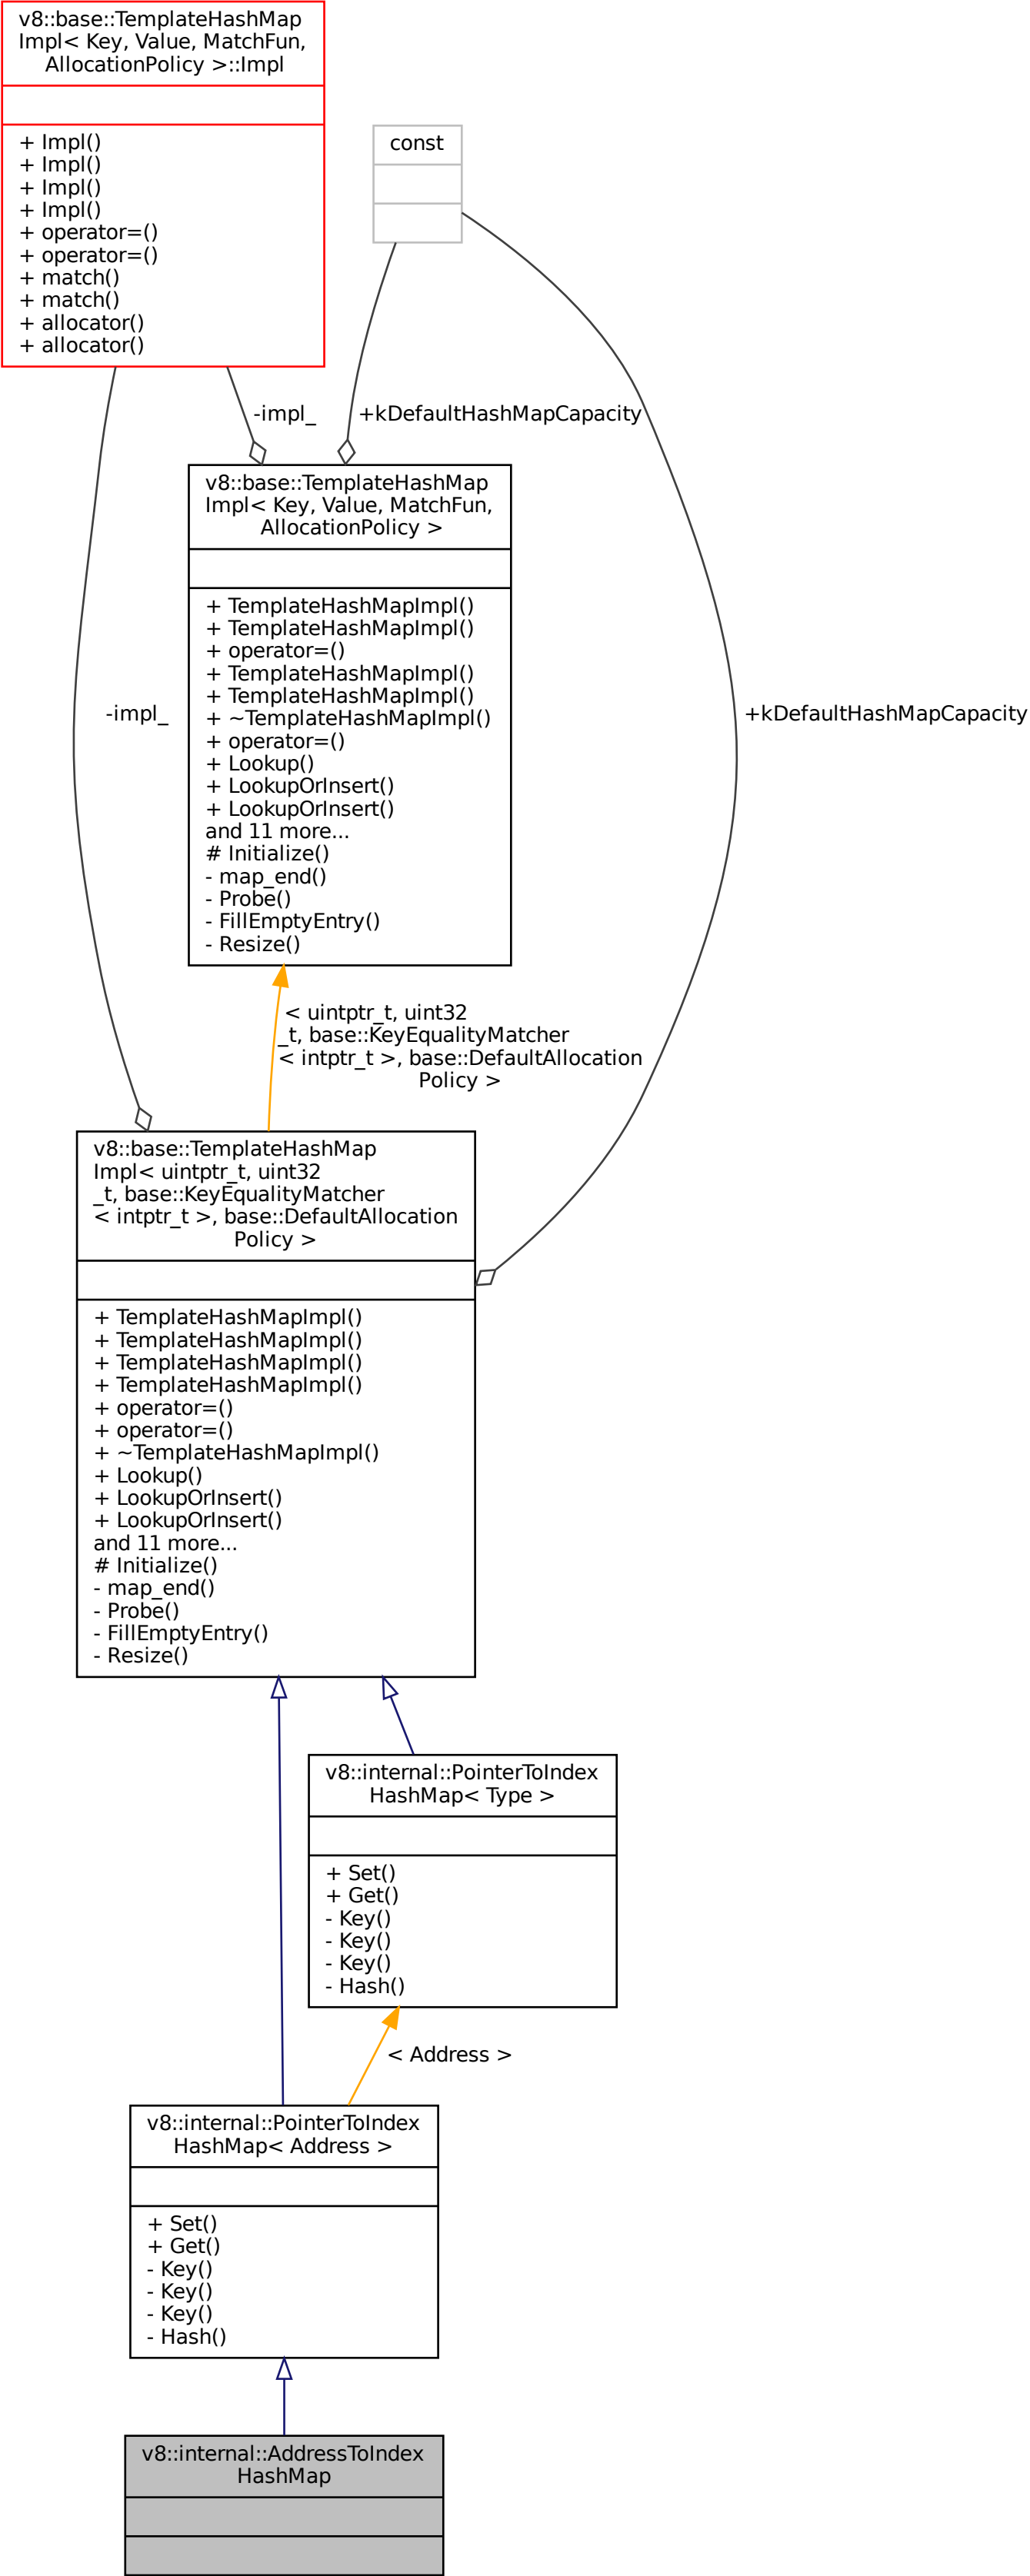 v8::base::TemplateHashMap
Impl< Key, Value, MatchFun,
AllocationPolicy >::Impl
+ Impl()
+ Impl()
+ Impl()
+ Impl()
+ operator=()
+ operator=()
+ match()
+ match()
+ allocator()
+ allocator()
const
-impl_
+kDefaultHashMapCapacity
v8::base::TemplateHashMap
Impl< Key, Value, MatchFun,
AllocationPolicy >
+ TemplateHashMapImpl()
+ TemplateHashMapImpl()
+ operator=()
+ TemplateHashMapImpl()
+ TemplateHashMapImpl()
+ ~TemplateHashMapImpl()
+ operator=()
+ Lookup()
+ LookupOrInsert()
+ LookupOrInsert()
and 11 more...
# Initialize()
- map_end()
- Probe()
- FillEmptyEntry()
- Resize()
-impl_
+kDefaultHashMapCapacity
< uintptr_t, uint32
_t, base::KeyEqualityMatcher
< intptr_t >, base::DefaultAllocation
Policy >
v8::base::TemplateHashMap
Impl< uintptr_t, uint32
_t, base::KeyEqualityMatcher
< intptr_t >, base::DefaultAllocation
Policy >
+ TemplateHashMapImpl()
+ TemplateHashMapImpl()
+ TemplateHashMapImpl()
+ TemplateHashMapImpl()
+ operator=()
+ operator=()
+ ~TemplateHashMapImpl()
+ Lookup()
+ LookupOrInsert()
+ LookupOrInsert()
and 11 more...
# Initialize()
- map_end()
- Probe()
- FillEmptyEntry()
- Resize()
v8::internal::PointerToIndex
HashMap< Type >
+ Set()
+ Get()
- Key()
- Key()
- Key()
- Hash()
< Address >
v8::internal::PointerToIndex
HashMap< Address >
+ Set()
+ Get()
- Key()
- Key()
- Key()
- Hash()
v8::internal::AddressToIndex
HashMap